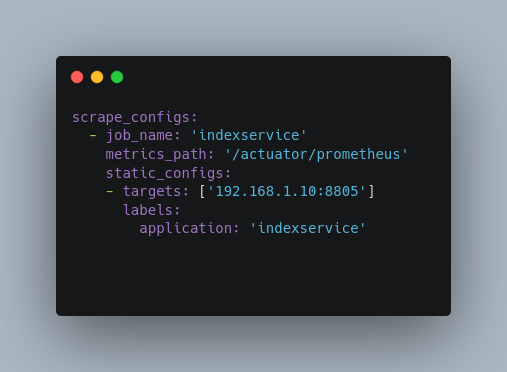 scrape_configs:
  - job_name: 'indexservice'
    metrics_path: '/actuator/prometheus'
    static_configs:
    - targets: ['192.168.1.10:8805']
      labels:
        application: 'indexservice'